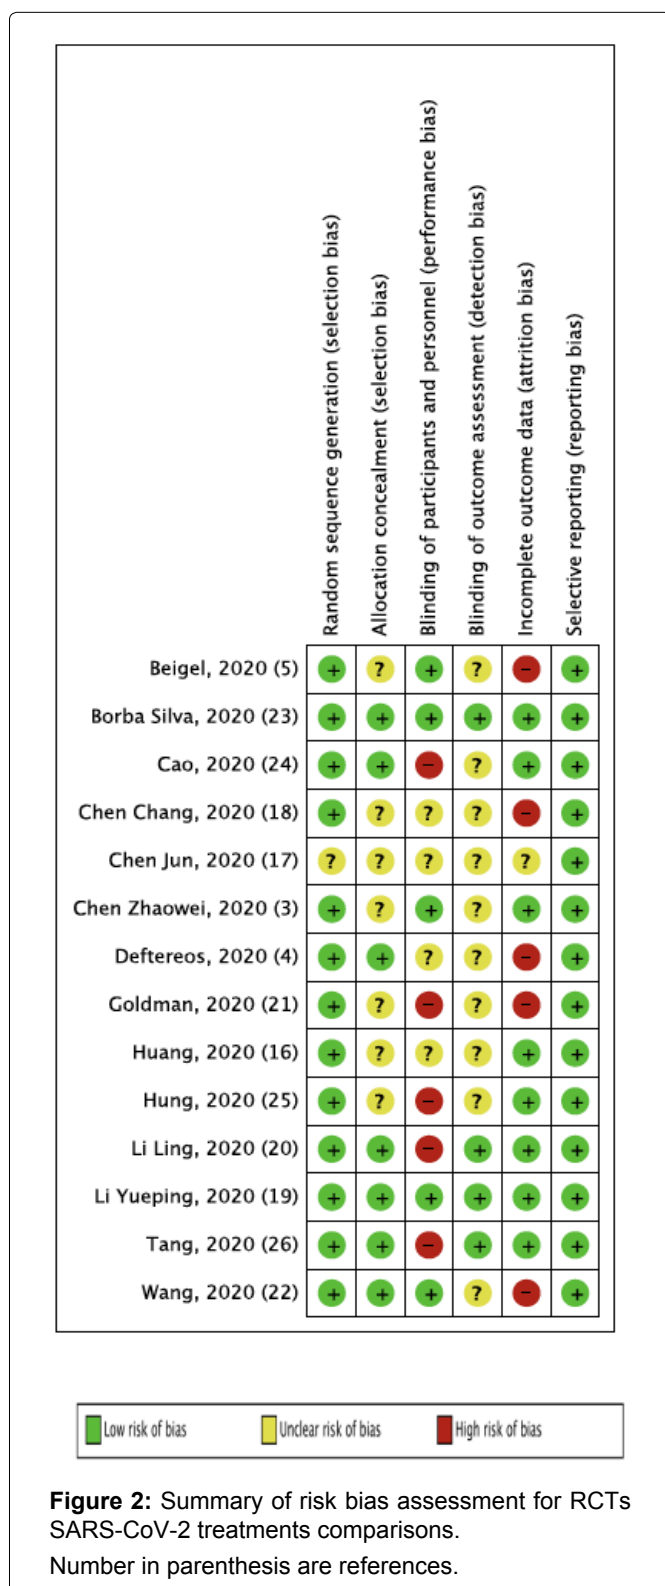 Random sequence generation (selection bias)
Allocation concealment (selection bias)
Blinding of participants and personnel (performance bias)
Blinding of outcome assessment (detection bias)
Incomplete outcome data (attrition bias)
Selective reporting (reporting bias)
Beigel, 2020 (5) + ? + ? - +
Borba Silva, 2020 (23) + + + + + +
Cao, 2020 (24) + + - ? + +
Chen Chang, 2020 (18) + ? ? ? - +
Chen Jun, 2020 (17) ? ? ? ? ? +
Chen Zhaowei, 2020 (3) + ? + ? + +
Deftereos, 2020 (4) + + ? ? - +
Goldman, 2020 (21) + ? - ? - +
Huang, 2020 (16) + ? ? ? + +
Hung, 2020 (25) + ? - ? + +
Li Ling, 2020 (20) + + - + + +
Li Yueping, 2020 (19) + + + + + +
Tang, 2020 (26) + + - + + +
Wang, 2020 (22) + + + ? - +
Low risk of bias Unclear risk of bias High risk of bias
Figure 2: Summary of risk bias assessment for RCTs
SARS-CoV-2 treatments comparisons.
Number in parenthesis are references.